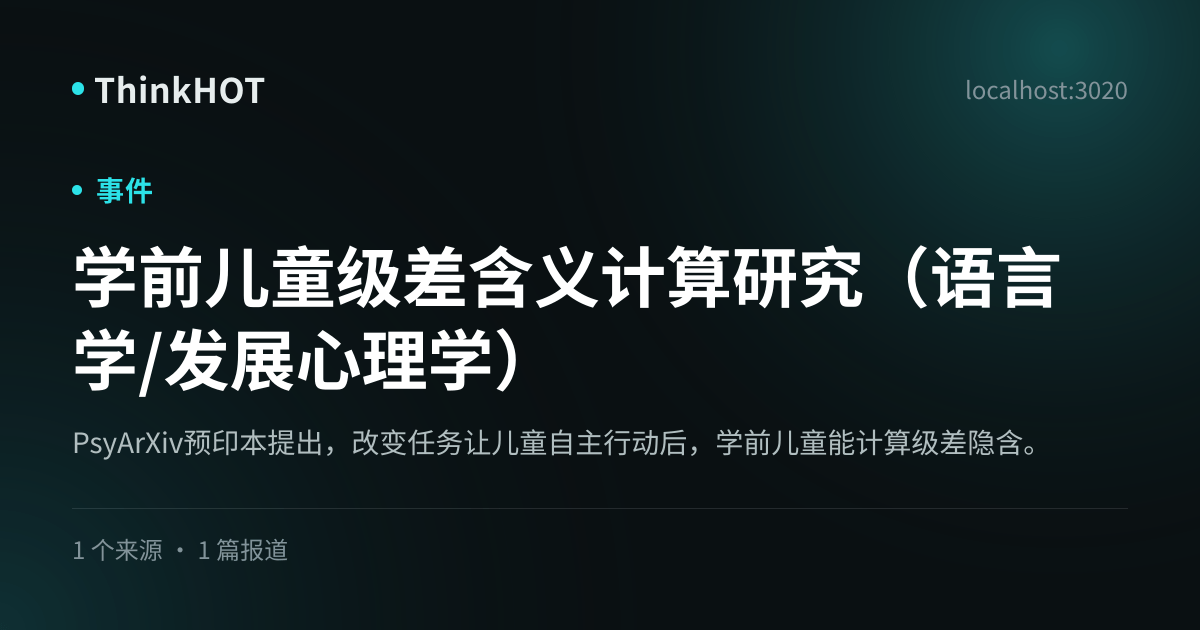 ThinkHOT
localhost:3020
事件
学前儿童级差含义计算研究（语言
学/发展心理学）
PsyArXiv预印本提出，改变任务让儿童自主行动后，学前儿童能计算级差隐含。
1 个来源 · 1 篇报道